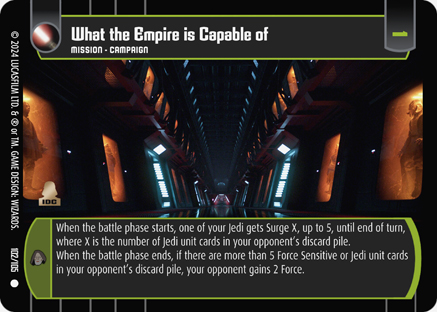 What the Empire is Capable of
MISSION - CAMPAIGN
When the battle phase starts, one of your Jedi gets Surge X, up to 5, until end of turn,
where X is the number of Jedi unit cards in your opponent's discard pile.
When the battle phase ends, if there are more than 5 Force Sensitive or Jedi unit cards
in your opponent's discard pile, your opponent gains 2 Force.
IDC
© 2024 LUCASFILM LTD. & ® or TM. GAME DESIGN: WIZARDS.
102/105